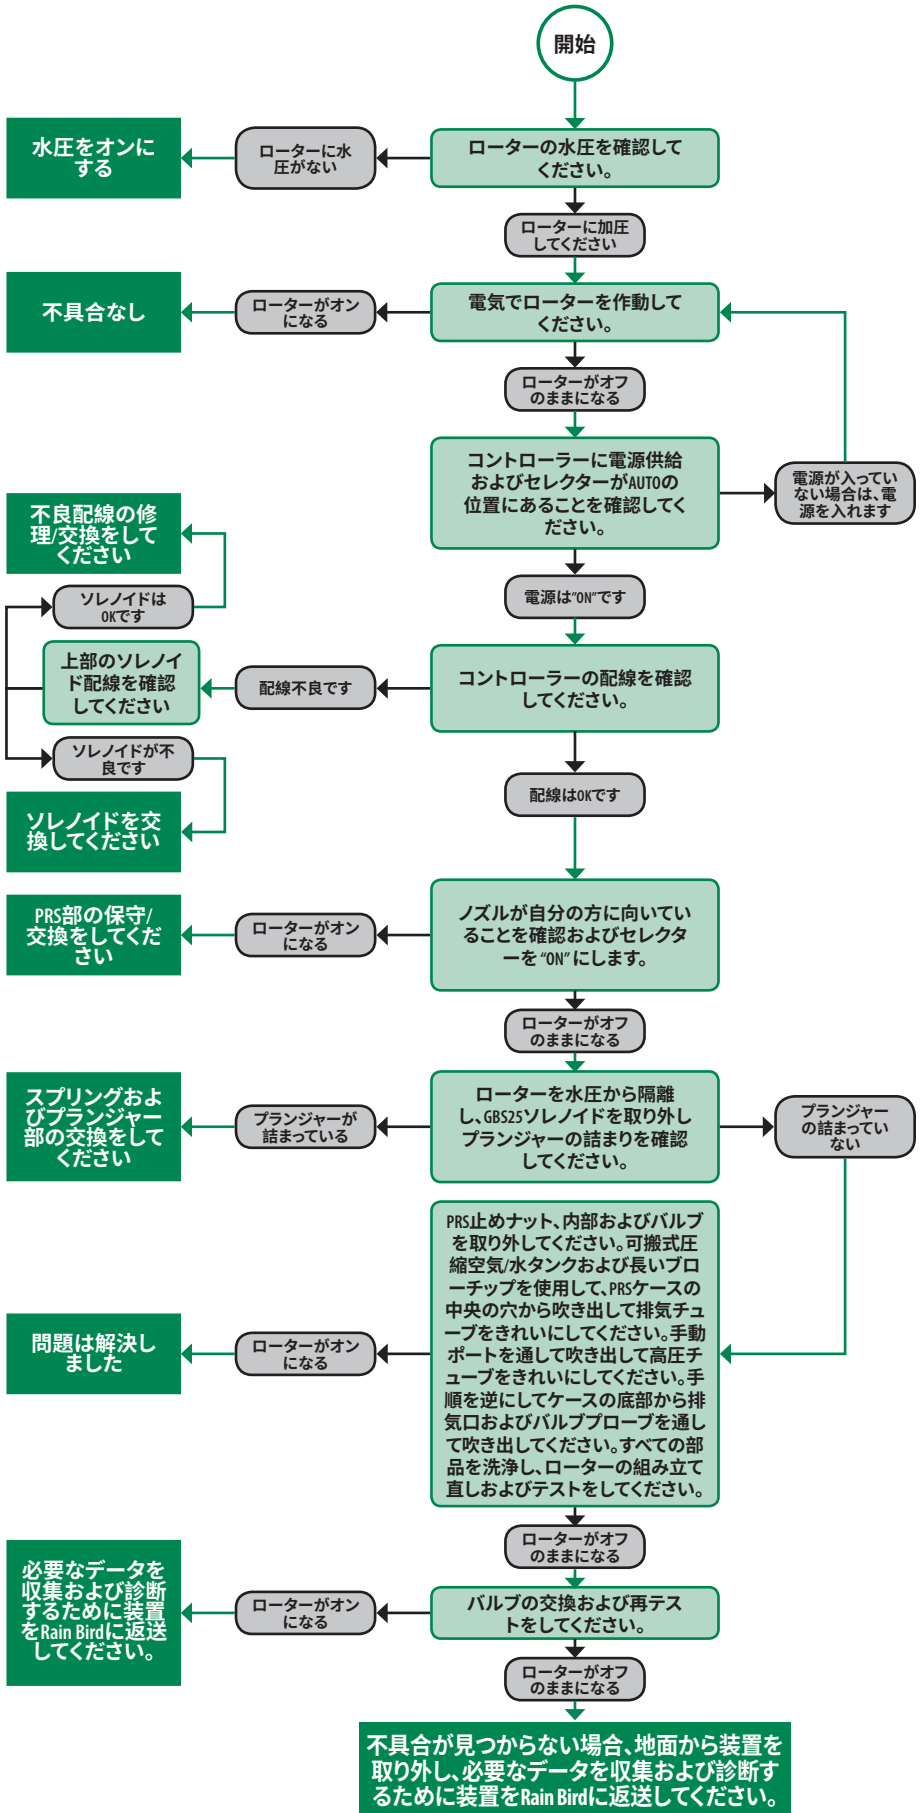 開始
ローターの水圧を確認して
ください。
ローターに水
圧がない
水圧をオンに
する
ローターに加圧
してください
電気でローターを作動して
ください。
ローターがオン
になる
不具合なし
ローターがオフ
のままになる
コントローラーに電源供給
およびセレクターがAUTOの
位置にあることを確認してく
ださい。
電源が入ってい
ない場合は、電
源を入れます
電源は"ON"です
コントローラーの配線を確認
してください。
配線不良です
上部のソレノイ
ド配線を確認
してください
ソレノイドは
OKです
不良配線の修
理/交換をして
ください
ソレノイドが不
良です
ソレノイドを交
換してください
配線はOKです
ノズルが自分の方に向いてい
ることを確認およびセレクタ
ーを“ON”にします。
ローターがオン
になる
PRS部の保守/
交換をしてくだ
さい
ローターがオフ
のままになる
ローターを水圧から隔離
し、GBS25ソレノイドを取り外し
プランジャーの詰まりを確認
してください。
プランジャーが
詰まっている
スプリングおよ
びプランジャー
部の交換をして
ください
プランジャー
の詰まってい
ない
PRS止めナット、内部およびバルブ
を取り外してください。可搬式圧
縮空気/水タンクおよび長いブロ
ーチップを使用して、PRSケースの
中央の穴から吹き出して排気チュ
ーブをきれいにしてください。手動
ポートを通して吹き出して高圧チ
ューブをきれいにしてください。手
順を逆にしてケースの底部から排
気口およびバルブプローブを通し
て吹き出してください。すべての部
品を洗浄し、ローターの組み立て
直しおよびテストをしてください。
ローターがオン
になる
問題は解決し
ました
ローターがオフ
のままになる
バルブの交換および再テス
トをしてください。
ローターがオン
になる
必要なデータを
収集および診断
するために装置
をRain Birdに返送
してください。
ローターがオフ
のままになる
不具合が見つからない場合、地面から装置を
取り外し、必要なデータを収集および診断す
るために装置をRain Birdに返送してください。